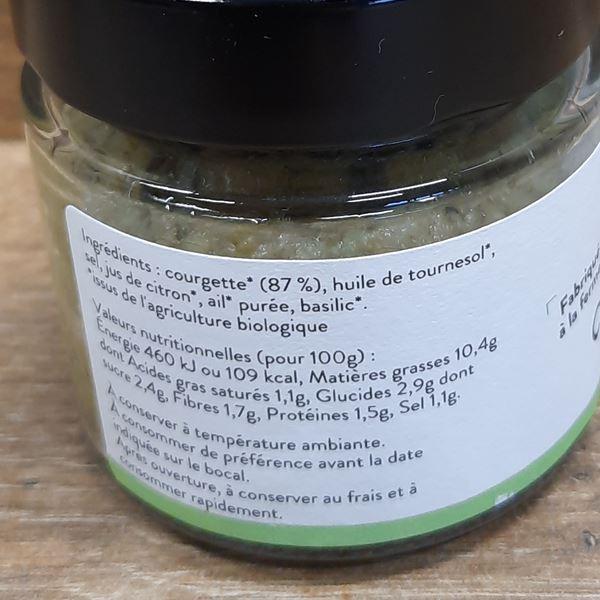 Ingrédients : courgette* (87 %), huile de tournesol*,
sel, jus de citron*, ail* purée, basilic*.
*issus de l'agriculture biologique
Valeurs nutritionnelles (pour 100g) :
Énergie 460 kJ ou 109 kcal, Matières grasses 10,4g
dont Acides gras saturés 1,1g, Glucides 2,9g dont
sucre 2,4g, Fibres 1,7g, Protéines 1,5g, Sel 1,1g.
À conserver à température ambiante.
À consommer de préférence avant la date
indiquée sur le bocal.
Après ouverture, à conserver au frais et à
consommer rapidement.
à la